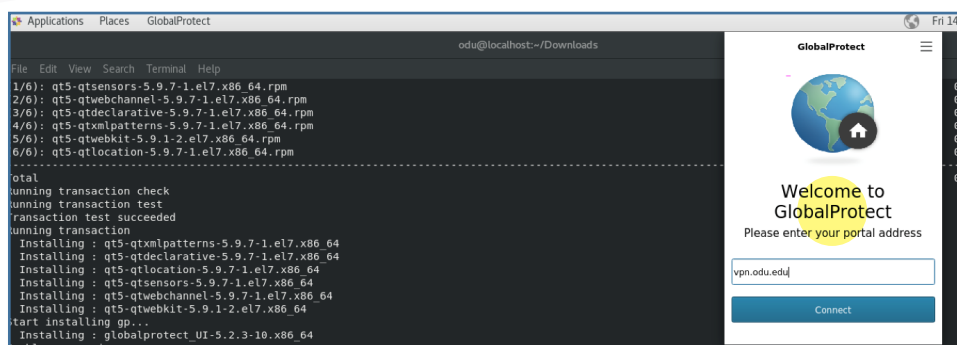 Applications Places GlobalProtect Fri 14
odu@localhost:~/Downloads
File Edit View Search Terminal Help
1/6): qt5-qtsensors-5.9.7-1.el7.x86_64.rpm
2/6): qt5-qtwebchannel-5.9.7-1.el7.x86_64.rpm
3/6): qt5-qtdeclarative-5.9.7-1.el7.x86_64.rpm
4/6): qt5-qtxmlpatterns-5.9.7-1.el7.x86_64.rpm
5/6): qt5-qtwebkit-5.9.1-2.el7.x86_64.rpm
6/6): qt5-qtlocation-5.9.7-1.el7.x86_64.rpm
otal
unning transaction check
unning transaction test
ransaction test succeeded
unning transaction
Installing : qt5-qtxmlpatterns-5.9.7-1.el7.x86_64
Installing : qt5-qtdeclarative-5.9.7-1.el7.x86_64
Installing : qt5-qtlocation-5.9.7-1.el7.x86_64
Installing : qt5-qtsensors-5.9.7-1.el7.x86_64
Installing : qt5-qtwebchannel-5.9.7-1.el7.x86_64
Installing : qt5-qtwebkit-5.9.1-2.el7.x86_64
tart installing gp...
Installing : globalprotect_UI-5.2.3-10.x86_64
GlobalProtect
Welcome to
GlobalProtect
Please enter your portal address
vpn.odu.edu
Connect